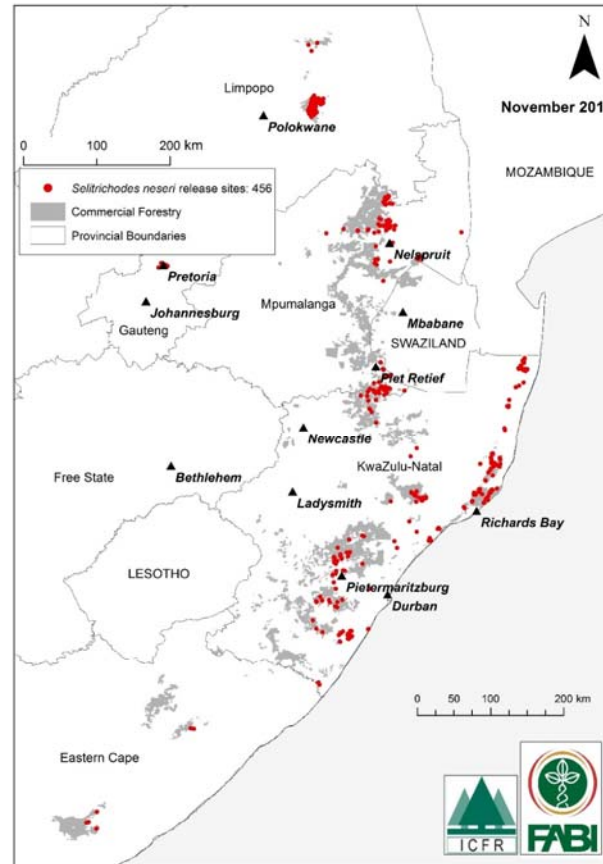 N
Limpopo
Polokwane
November 201
0 50 100 200 km
MOZAMBIQUE
Selitrichodes neseri release sites: 456
Commercial Forestry
Provincial Boundaries
Nelspruit
Pretoria
Johannesburg
Mpumalanga
Mbabane
Gauteng
SWAZILAND
Piet Retief
Newcastle
KwaZulu-Natal
Free State
Bethlehem
Ladysmith
Richards Bay
LESOTHO
Pietermaritzburg
Durban
0 50 100 200 km
Eastern Cape
ICFR
FABI